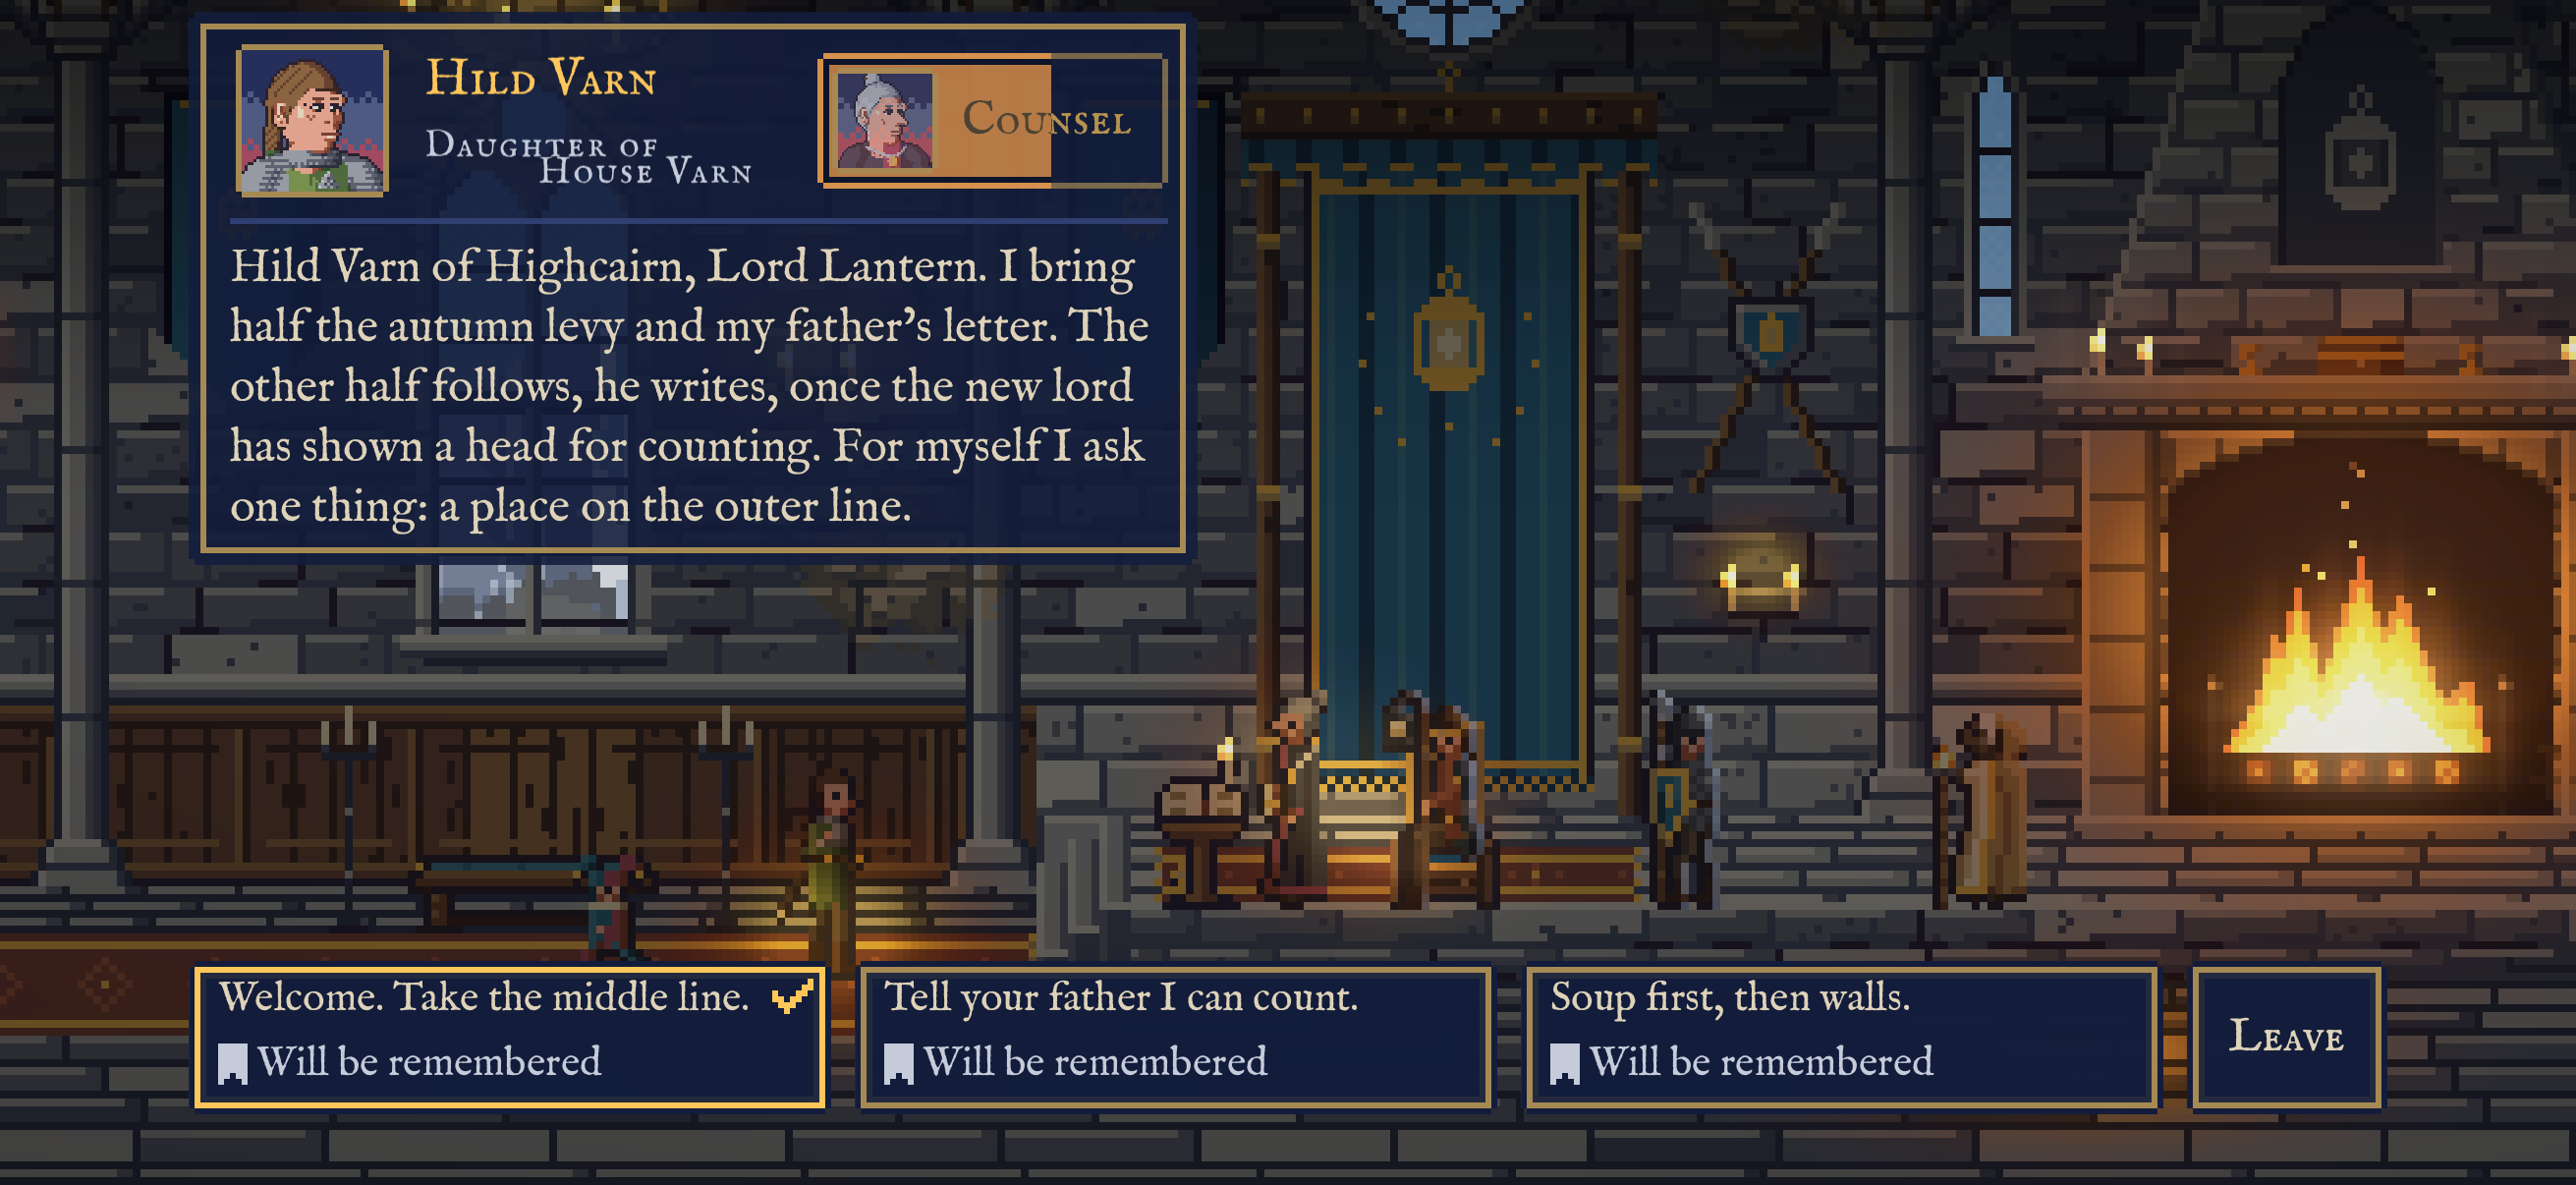 Hild Varn
Daughter of
House Varn
Counsel
Hild Varn of Highcairn, Lord Lantern. I bring
half the autumn levy and my father's letter. The
other half follows, he writes, once the new lord
has shown a head for counting. For myself I ask
one thing: a place on the outer line.
Welcome. Take the middle line.
Will be remembered
Tell your father I can count.
Will be remembered
Soup first, then walls.
Will be remembered
Leave